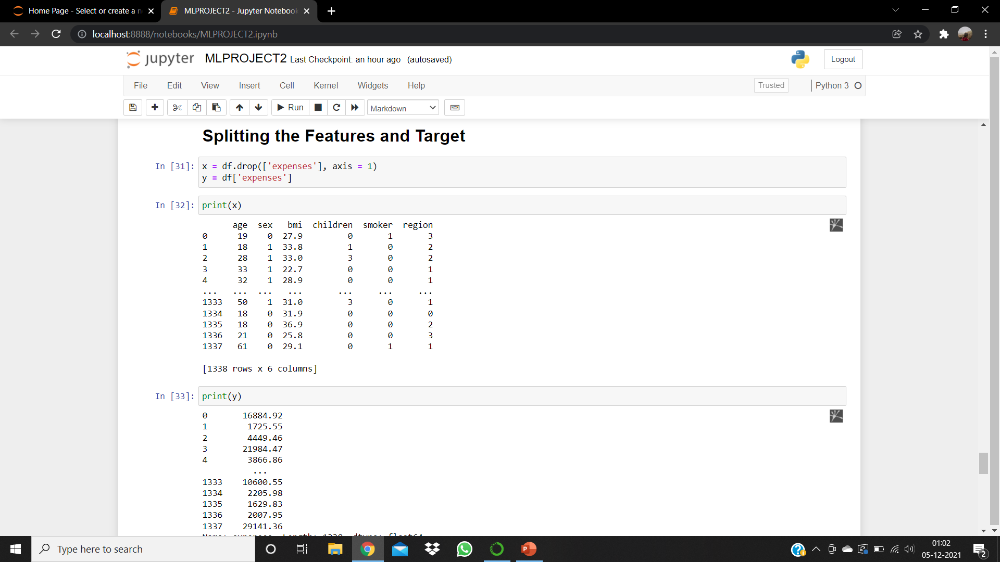 Home Page - Select or create a n
MLPROJECT2 - Jupyter Notebook
localhost:8888/notebooks/MLPROJECT2.ipynb
jupyter MLPROJECT2 Last Checkpoint: an hour ago (autosaved)
Logout
File Edit View Insert Cell Kernel Widgets Help
Trusted
Python 3
Run
Markdown
Splitting the Features and Target
In [31]: x = df.drop(['expenses'], axis = 1)
y = df['expenses']
In [32]: print(x)
age sex bmi children smoker region
0 19 0 27.9 0 1 3
1 18 1 33.8 1 0 2
2 28 1 33.0 3 0 2
3 33 1 22.7 0 0 1
4 32 1 28.9 0 0 1
... ... ... ... ... ... ...
1333 50 1 31.0 3 0 1
1334 18 0 31.9 0 0 0
1335 18 0 36.9 0 0 2
1336 21 0 25.8 0 0 3
1337 61 0 29.1 0 1 1
[1338 rows x 6 columns]
In [33]: print(y)
0 16884.92
1 1725.55
2 4449.46
3 21984.47
4 3866.86
...
1333 10600.55
1334 2205.98
1335 1629.83
1336 2007.95
1337 29141.36
Name: expenses, Length: 1338, dtype: float64
Type here to search
P
01:02
05-12-2021
2